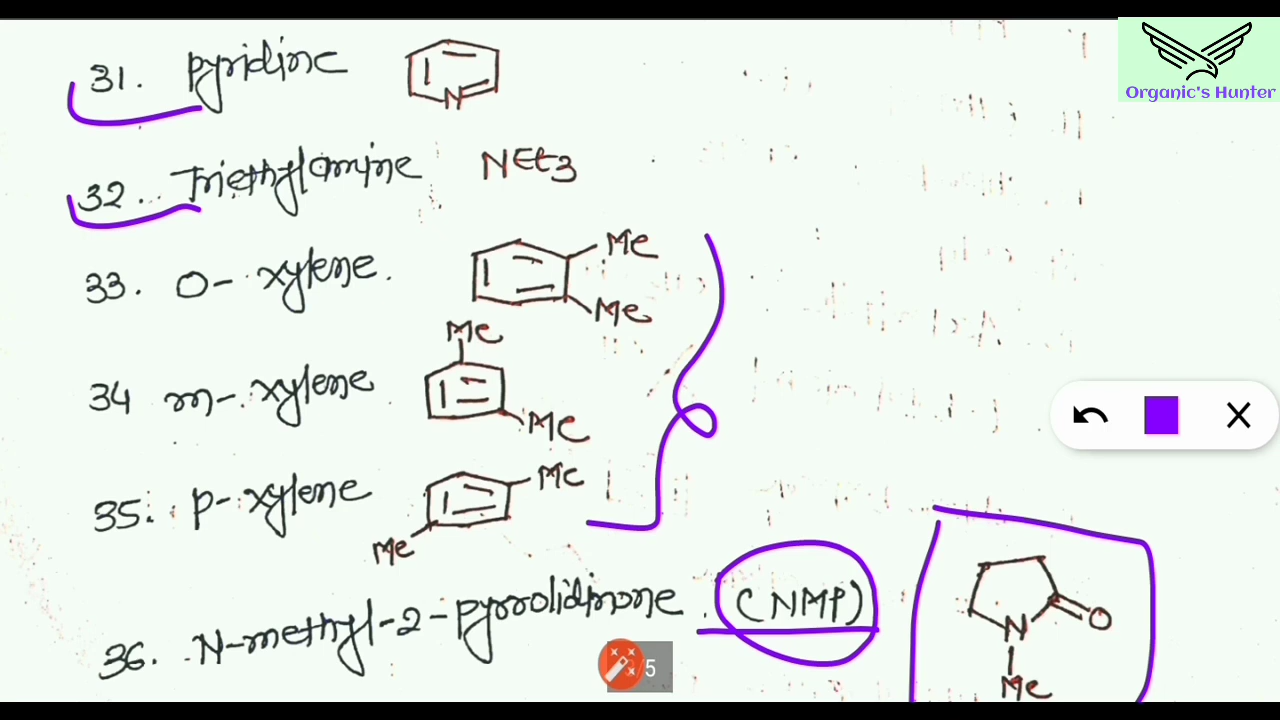 31. pyridine N
Organic's Hunter
32. Triethylamine NEt3
33. O-xylene. Me
Me
34 m-xylene Me
Me
35. p-xylene Me
Me
36. N-methyl-2-pyrrolidinone (NMP) N O
Me
5